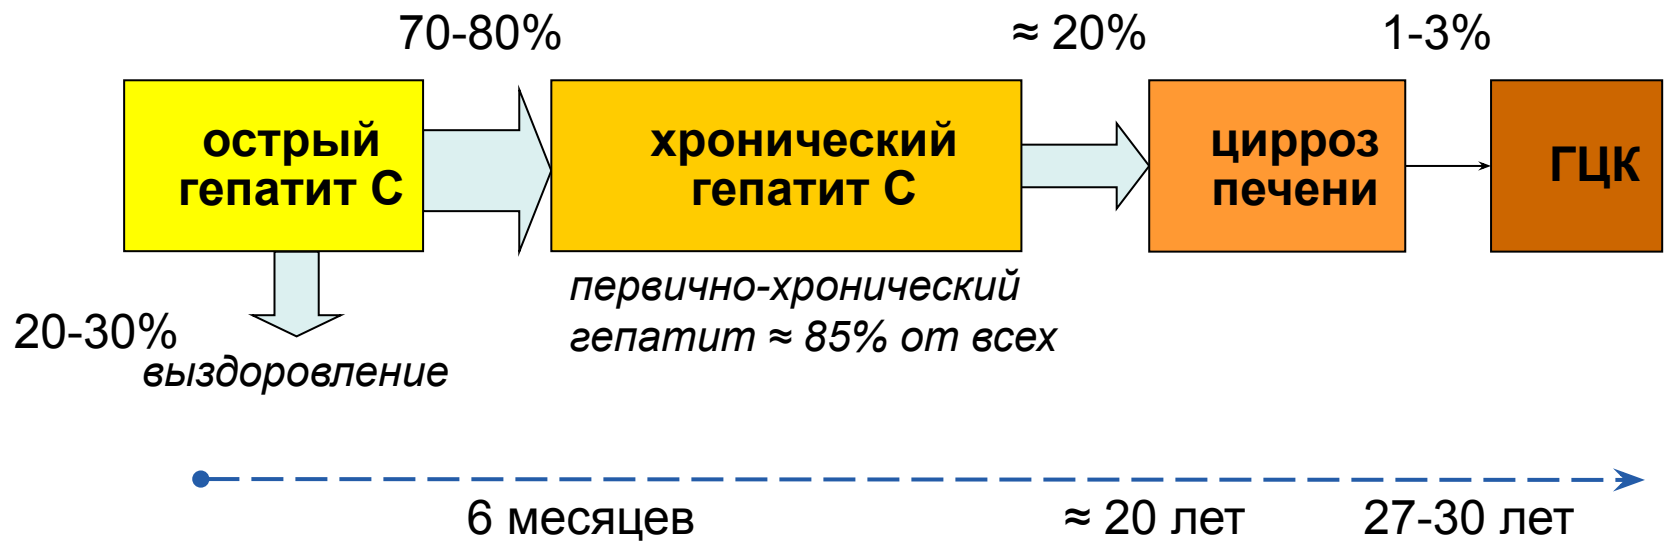 70-80%
≈ 20%
1-3%
острый
гепатит С
хронический
гепатит С
цирроз
печени
ГЦК
20-30%
выздоровление
первично-хронический
гепатит ≈ 85% от всех
6 месяцев
≈ 20 лет
27-30 лет